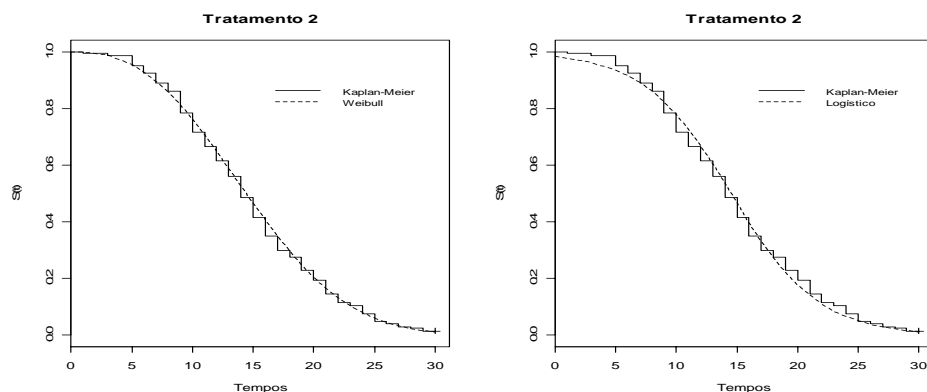 Tratamento 2
Kaplan-Meier
Weibull
S(t)
1.0
0.8
0.6
0.4
0.2
0.0
0 5 10 15 20 25 30
Tempos
Tratamento 2
Kaplan-Meier
Logístico
S(t)
1.0
0.8
0.6
0.4
0.2
0.0
0 5 10 15 20 25 30
Tempos